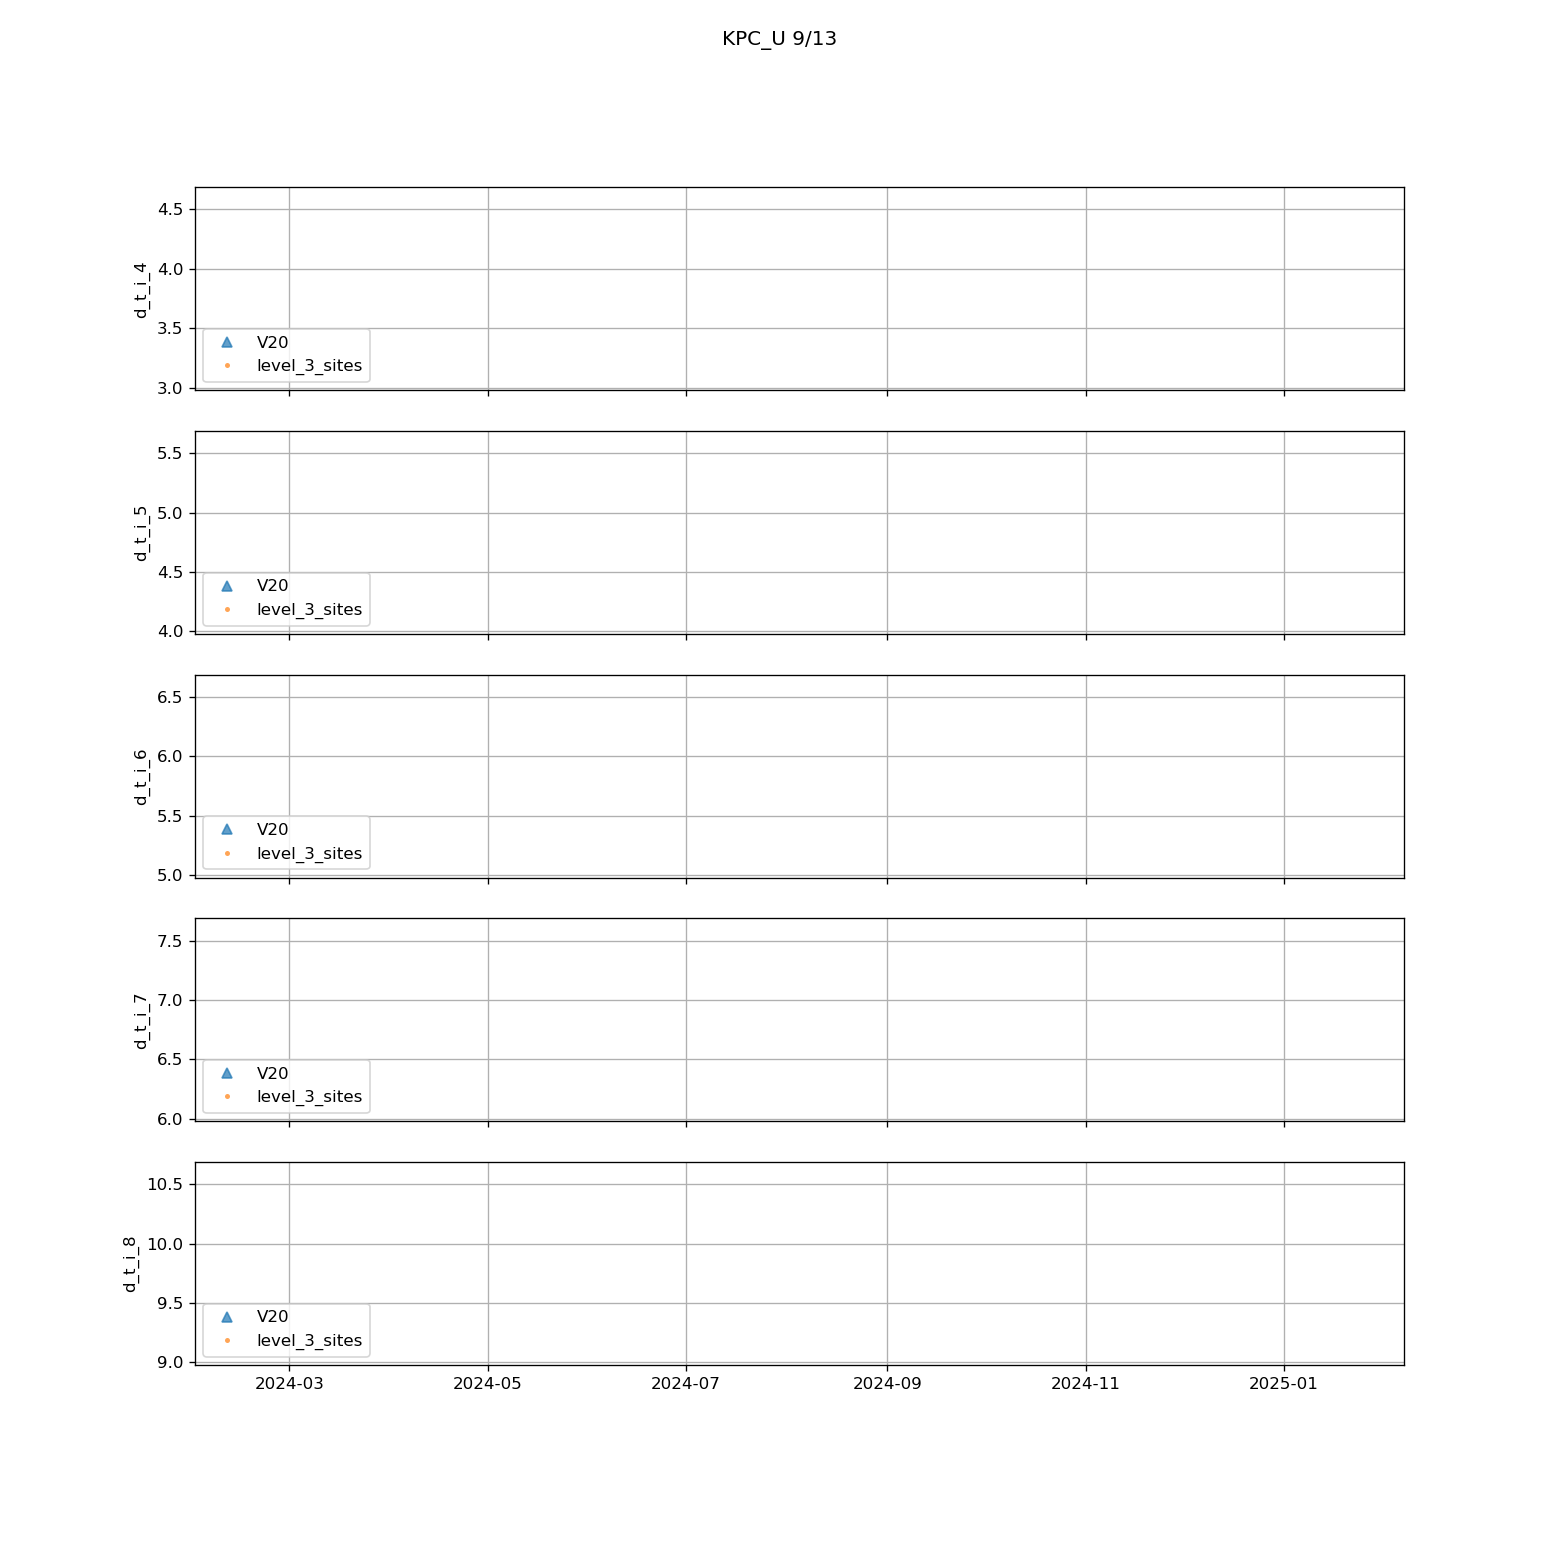 KPC_U 9/13
4.5
4.0
3.5
3.0
d_t_i_4
V20
level_3_sites
5.5
5.0
4.5
4.0
d_t_i_5
V20
level_3_sites
6.5
6.0
5.5
5.0
d_t_i_6
V20
level_3_sites
7.5
7.0
6.5
6.0
d_t_i_7
V20
level_3_sites
10.5
10.0
9.5
9.0
d_t_i_8
V20
level_3_sites
2024-03 2024-05 2024-07 2024-09 2024-11 2025-01